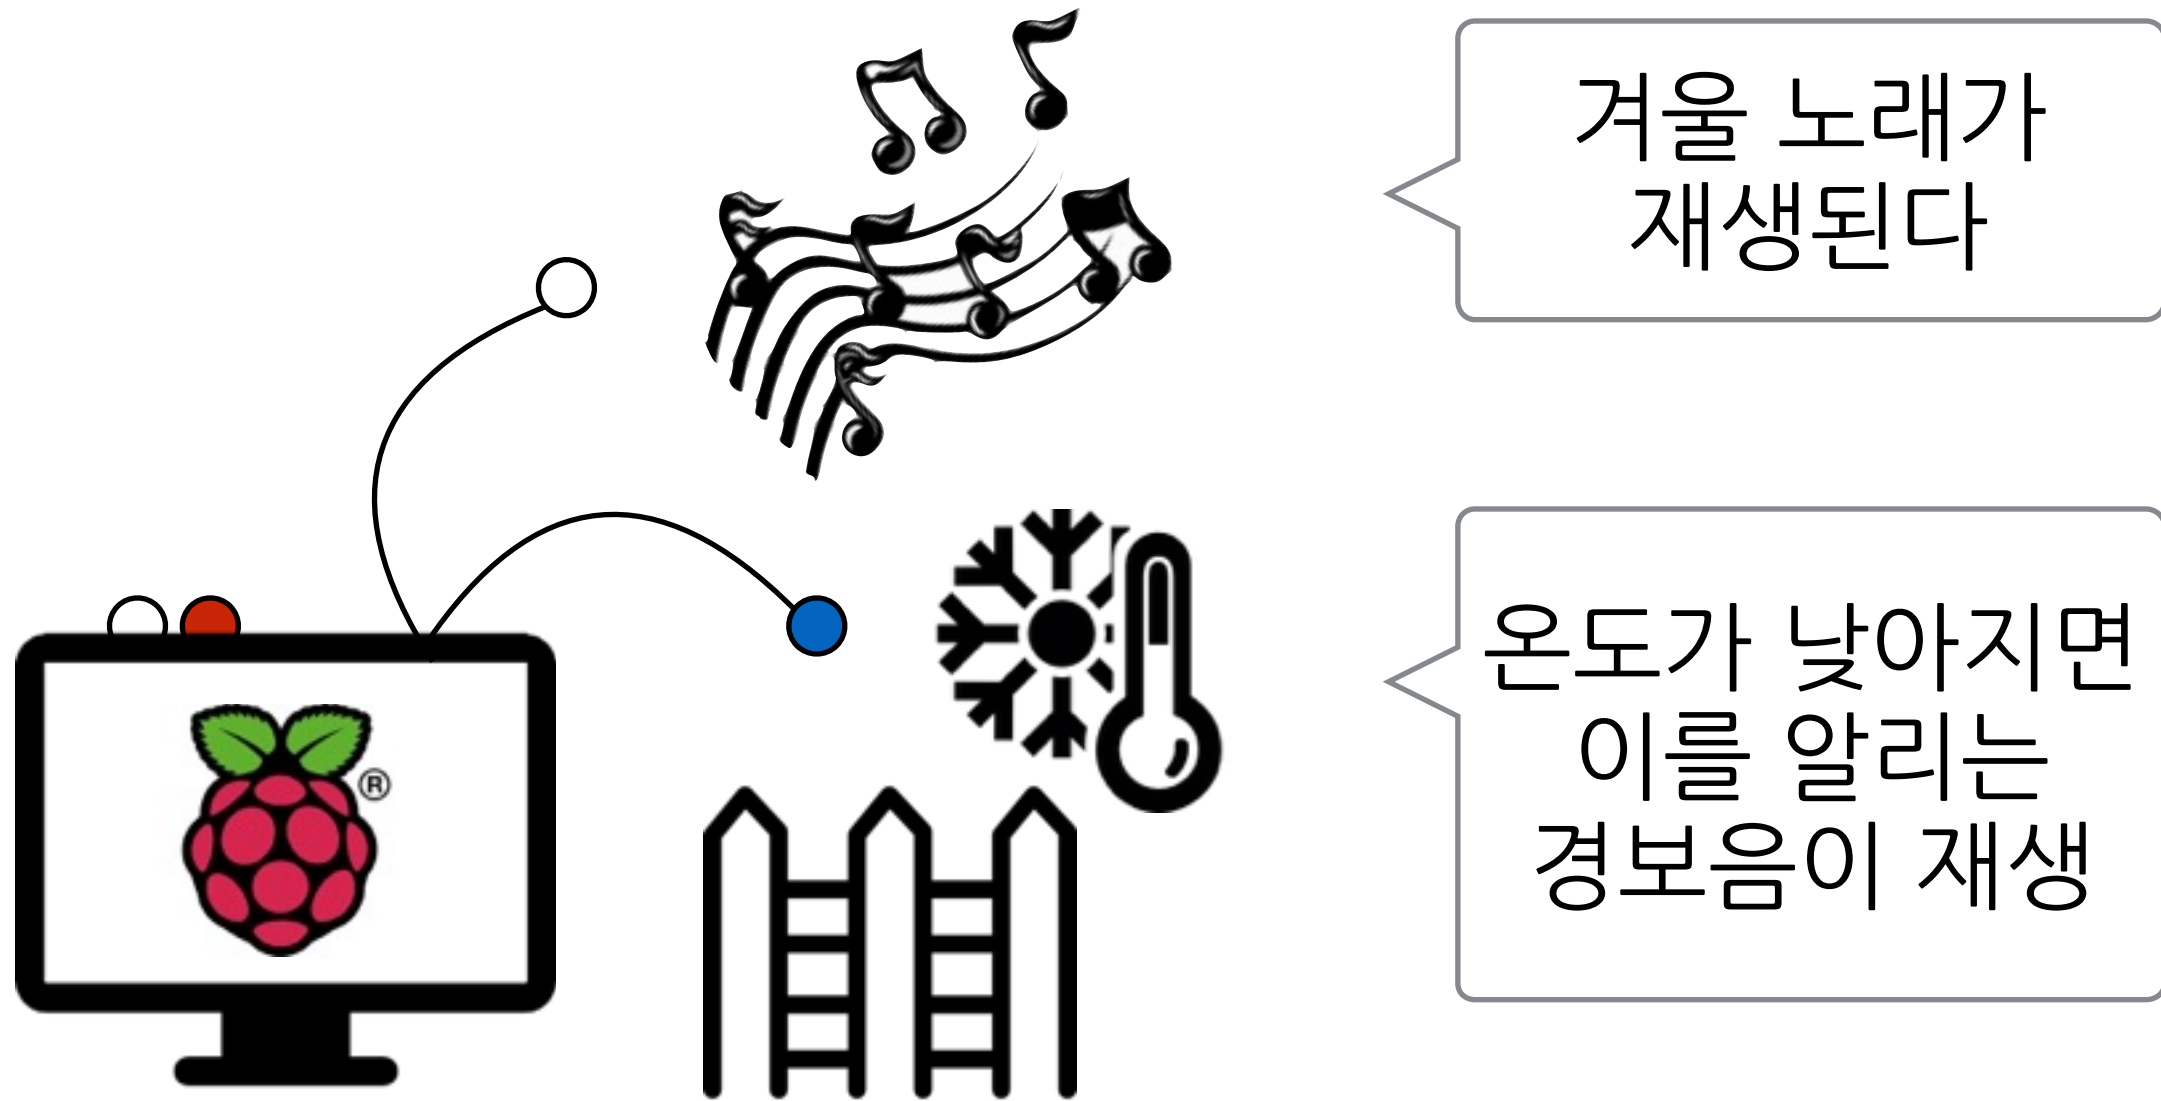 겨울 노래가
재생된다
온도가 낮아지면
이를 알리는
경보음이 재생
®